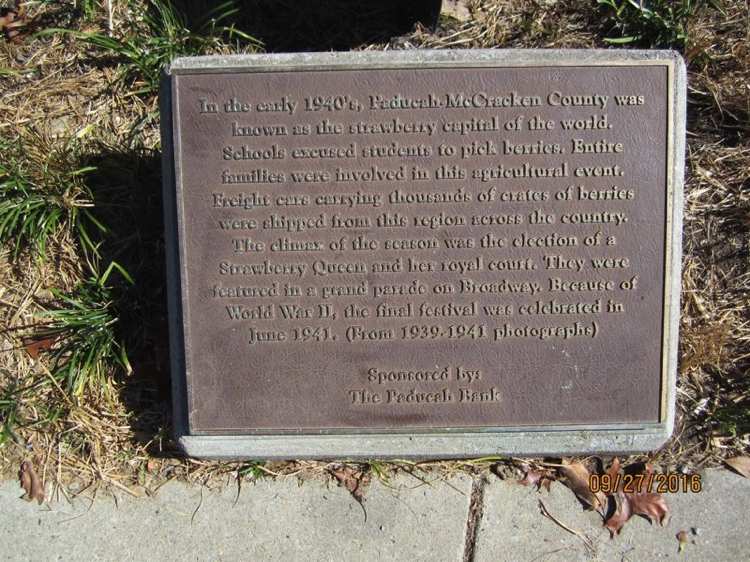 In the early 1940's, Paducah-McCracken County was
known as the strawberry capital of the world.
Schools excused students to pick berries. Entire
families were involved in this agricultural event.
Freight cars carrying thousands of crates of berries
were shipped from this region across the country.
The climax of the season was the election of a
Strawberry Queen and her royal court. They were
featured in a grand parade on Broadway. Because of
World War II, the final festival was celebrated in
June 1941. (From 1939-1941 photographs)
Sponsored by:
The Paducah Bank
09/27/2016